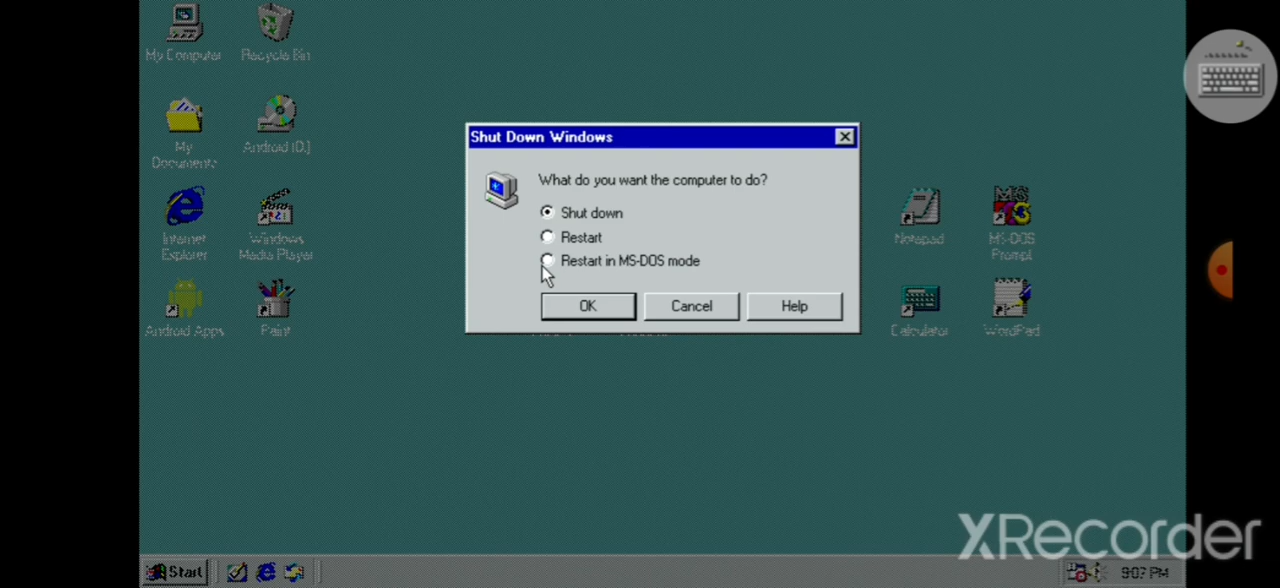 My Computer
Recycle Bin
My
Documents
Android (D:)
Internet
Explorer
Windows
Media Player
Android Apps
Paint
Shut Down Windows
What do you want the computer to do?
Shut down
Restart
Restart in MS-DOS mode
OK
Cancel
Help
Notepad
MS-DOS
Prompt
Calculator
WordPad
Start
9:07 PM
XRecorder